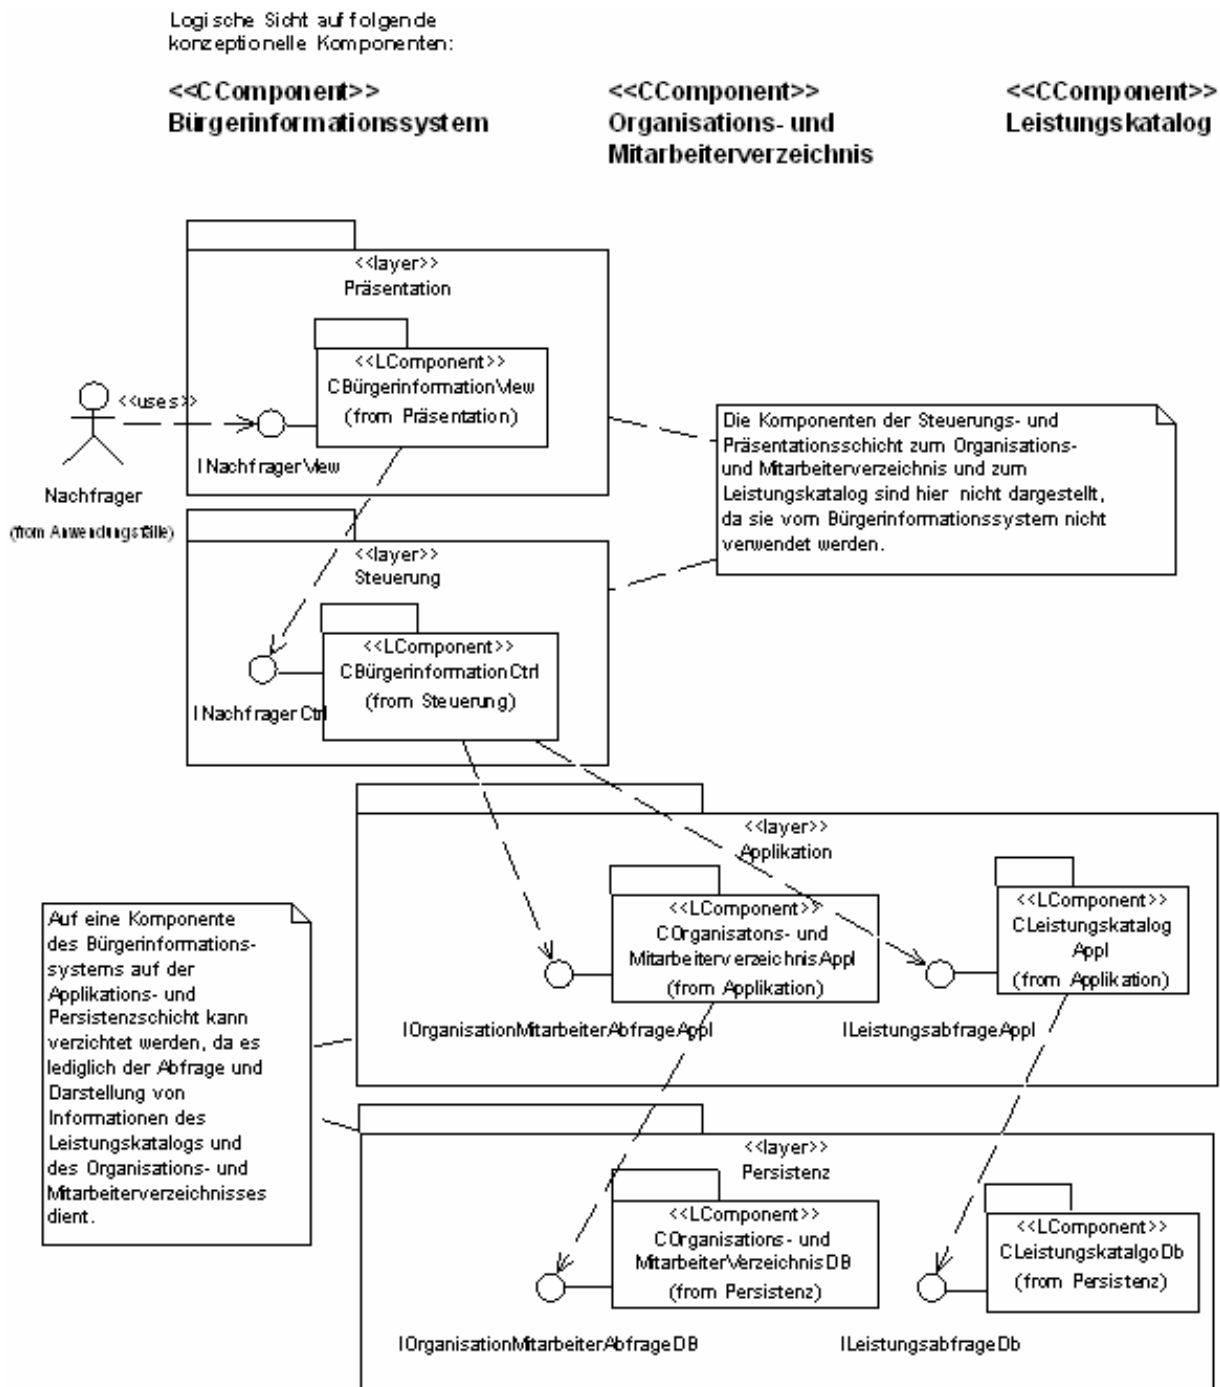 Logische Sicht auf folgende
konzeptionelle Komponenten:
<<CComponent>>
Bürgerinformationssystem
<<CComponent>>
Organisations- und
Mitarbeiterverzeichnis
<<CComponent>>
Leistungskatalog
<<layer>>
Präsentation
<<LComponent>>
CBürgerinformationView
(from Präsentation)
<<uses>>
INachfragerView
Nachfrager
(from Anwendungsfälle)
Die Komponenten der Steuerungs- und
Präsentationsschicht zum Organisations-
und Mitarbeiterverzeichnis und zum
Leistungskatalog sind hier nicht dargestellt,
da sie vom Bürgerinformationssystem nicht
verwendet werden.
<<layer>>
Steuerung
<<LComponent>>
CBürgerinformationCtrl
(from Steuerung)
INachfragerCtrl
<<layer>>
Applikation
<<LComponent>>
COrganisatons- und
MitarbeiterverzeichnisAppl
(from Applikation)
IOrganisationMitarbeiterAbfrageAppl
<<LComponent>>
CLeistungskatalog
Appl
(from Applikation)
ILeistungsabfrageAppl
Auf eine Komponente
des Bürgerinformations-
systems auf der
Applikations- und
Persistenzschicht kann
verzichtet werden, da es
lediglich der Abfrage und
Darstellung von
Informationen des
Leistungskatalogs und
des Organisations- und
Mitarbeiterverzeichnisses
dient.
<<layer>>
Persistenz
<<LComponent>>
COrganisations- und
MitarbeiterVerzeichnisDB
(from Persistenz)
IOrganisationMitarbeiterAbfrageDB
<<LComponent>>
CLeistungskatalgoDb
(from Persistenz)
ILeistungsabfrageDb